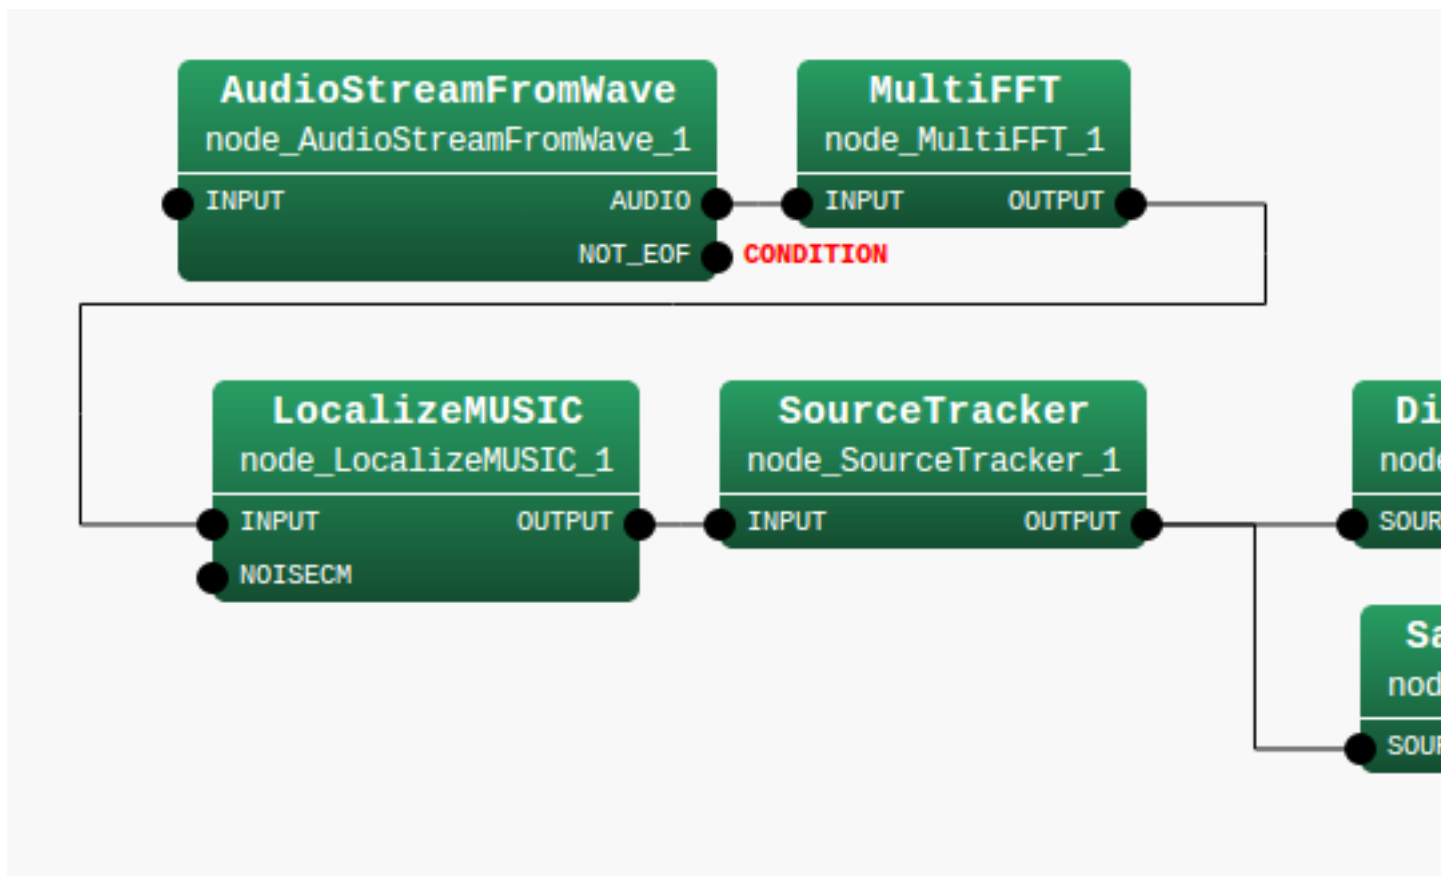 AudioStreamFromWave
node_AudioStreamFromWave_1
INPUT AUDIO
NOT_EOF CONDITION
MultiFFT
node_MultiFFT_1
INPUT OUTPUT
LocalizeMUSIC
node_LocalizeMUSIC_1
INPUT OUTPUT
NOISECM
SourceTracker
node_SourceTracker_1
INPUT OUTPUT